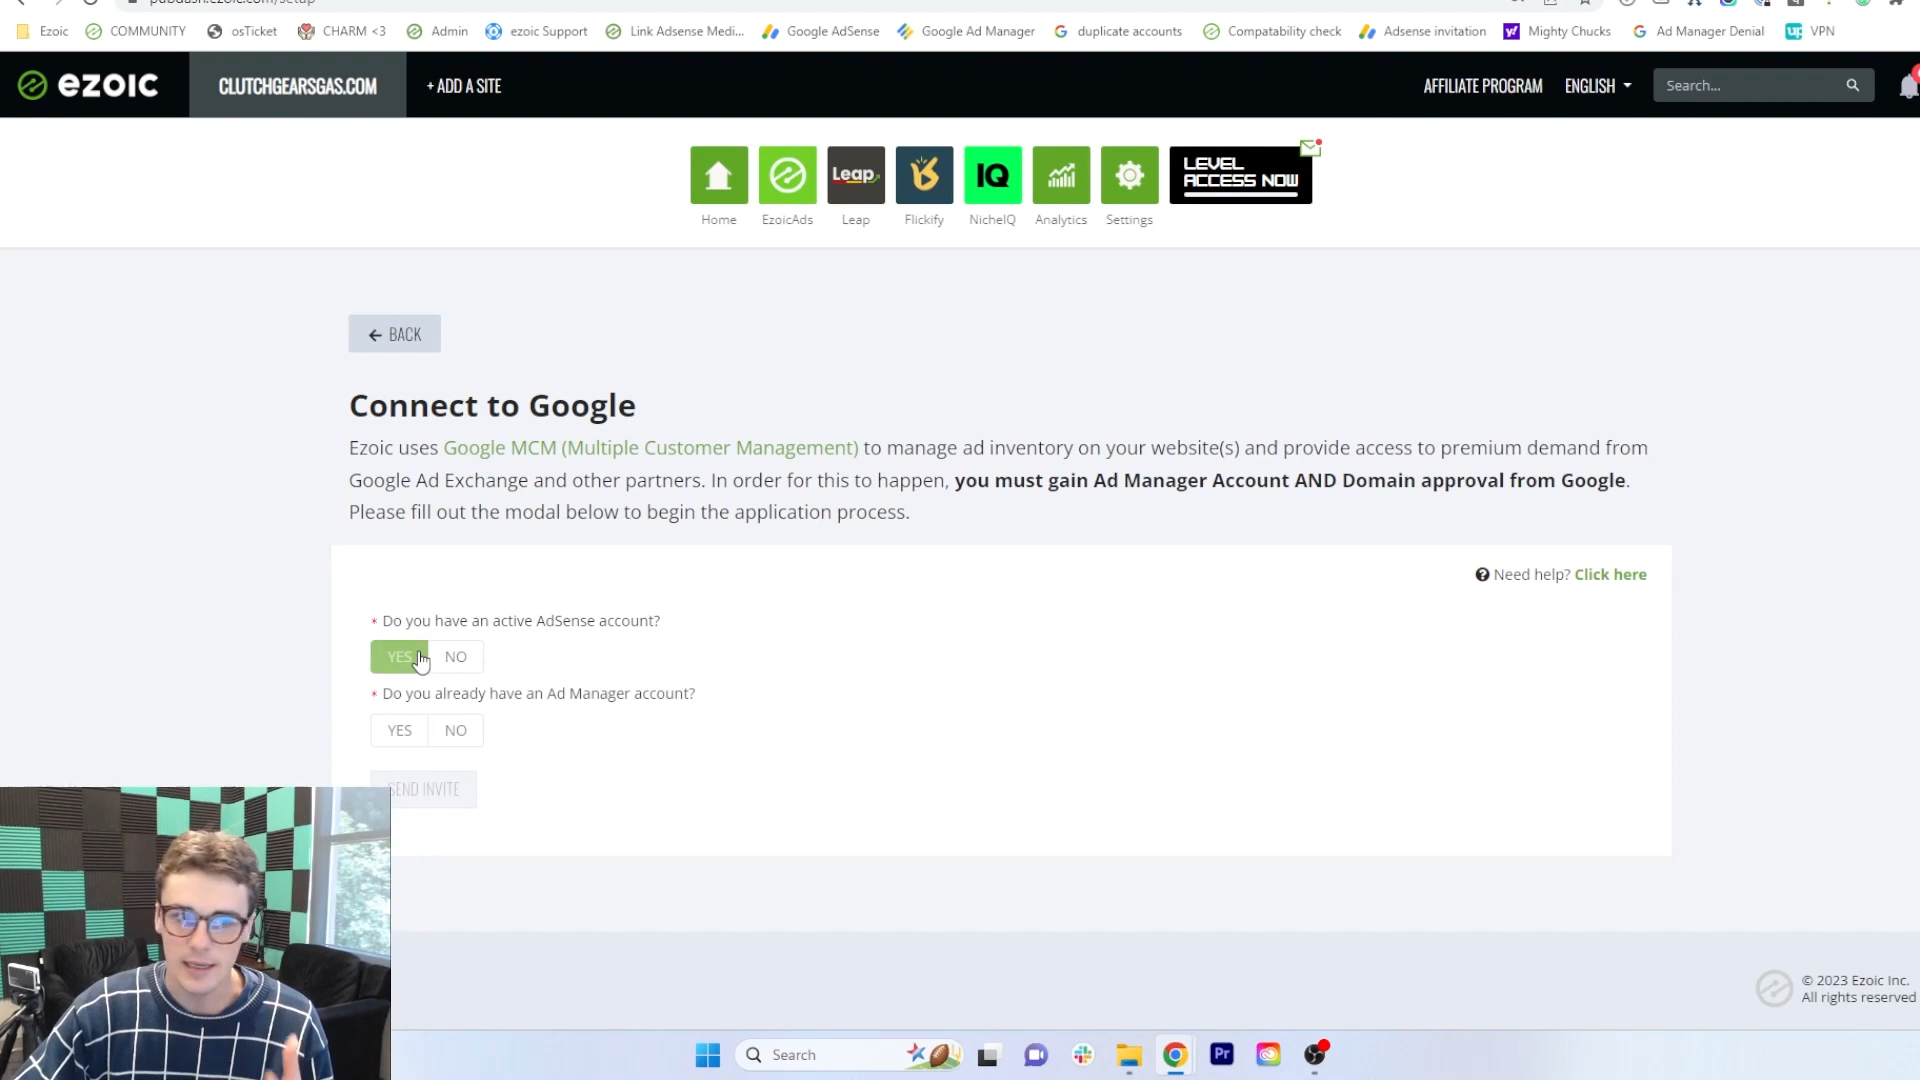 Ezoic
COMMUNITY
osTicket
CHARM <3
Admin
ezoic Support
Link Adsense Medi...
Google AdSense
Google Ad Manager
duplicate accounts
Compatability check
Adsense invitation
Mighty Chucks
Ad Manager Denial
VPN
ezoic
CLUTCHGEARSGAS.COM
+ ADD A SITE
AFFILIATE PROGRAM
ENGLISH
Search...
Leap
IQ
LEVEL
ACCESS NOW
Home
EzoicAds
Leap
Flickify
NicheIQ
Analytics
Settings
← BACK
Connect to Google
Ezoic uses Google MCM (Multiple Customer Management) to manage ad inventory on your website(s) and provide access to premium demand from
Google Ad Exchange and other partners. In order for this to happen, you must gain Ad Manager Account AND Domain approval from Google.
Please fill out the modal below to begin the application process.
Need help? Click here
* Do you have an active AdSense account?
YES NO
* Do you already have an Ad Manager account?
YES NO
SEND INVITE
© 2023 Ezoic Inc.
All rights reserved
Search
Pr